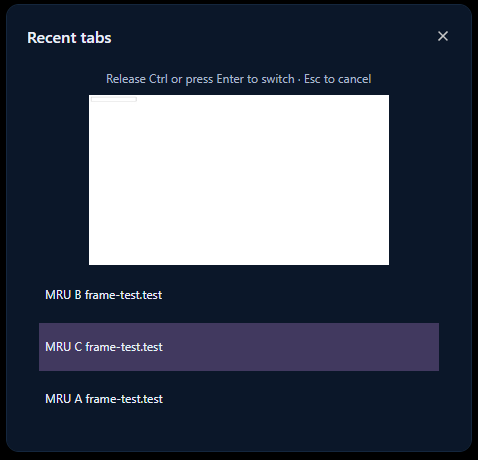 Recent tabs
Release Ctrl or press Enter to switch · Esc to cancel
MRU B frame-test.test
MRU C frame-test.test
MRU A frame-test.test